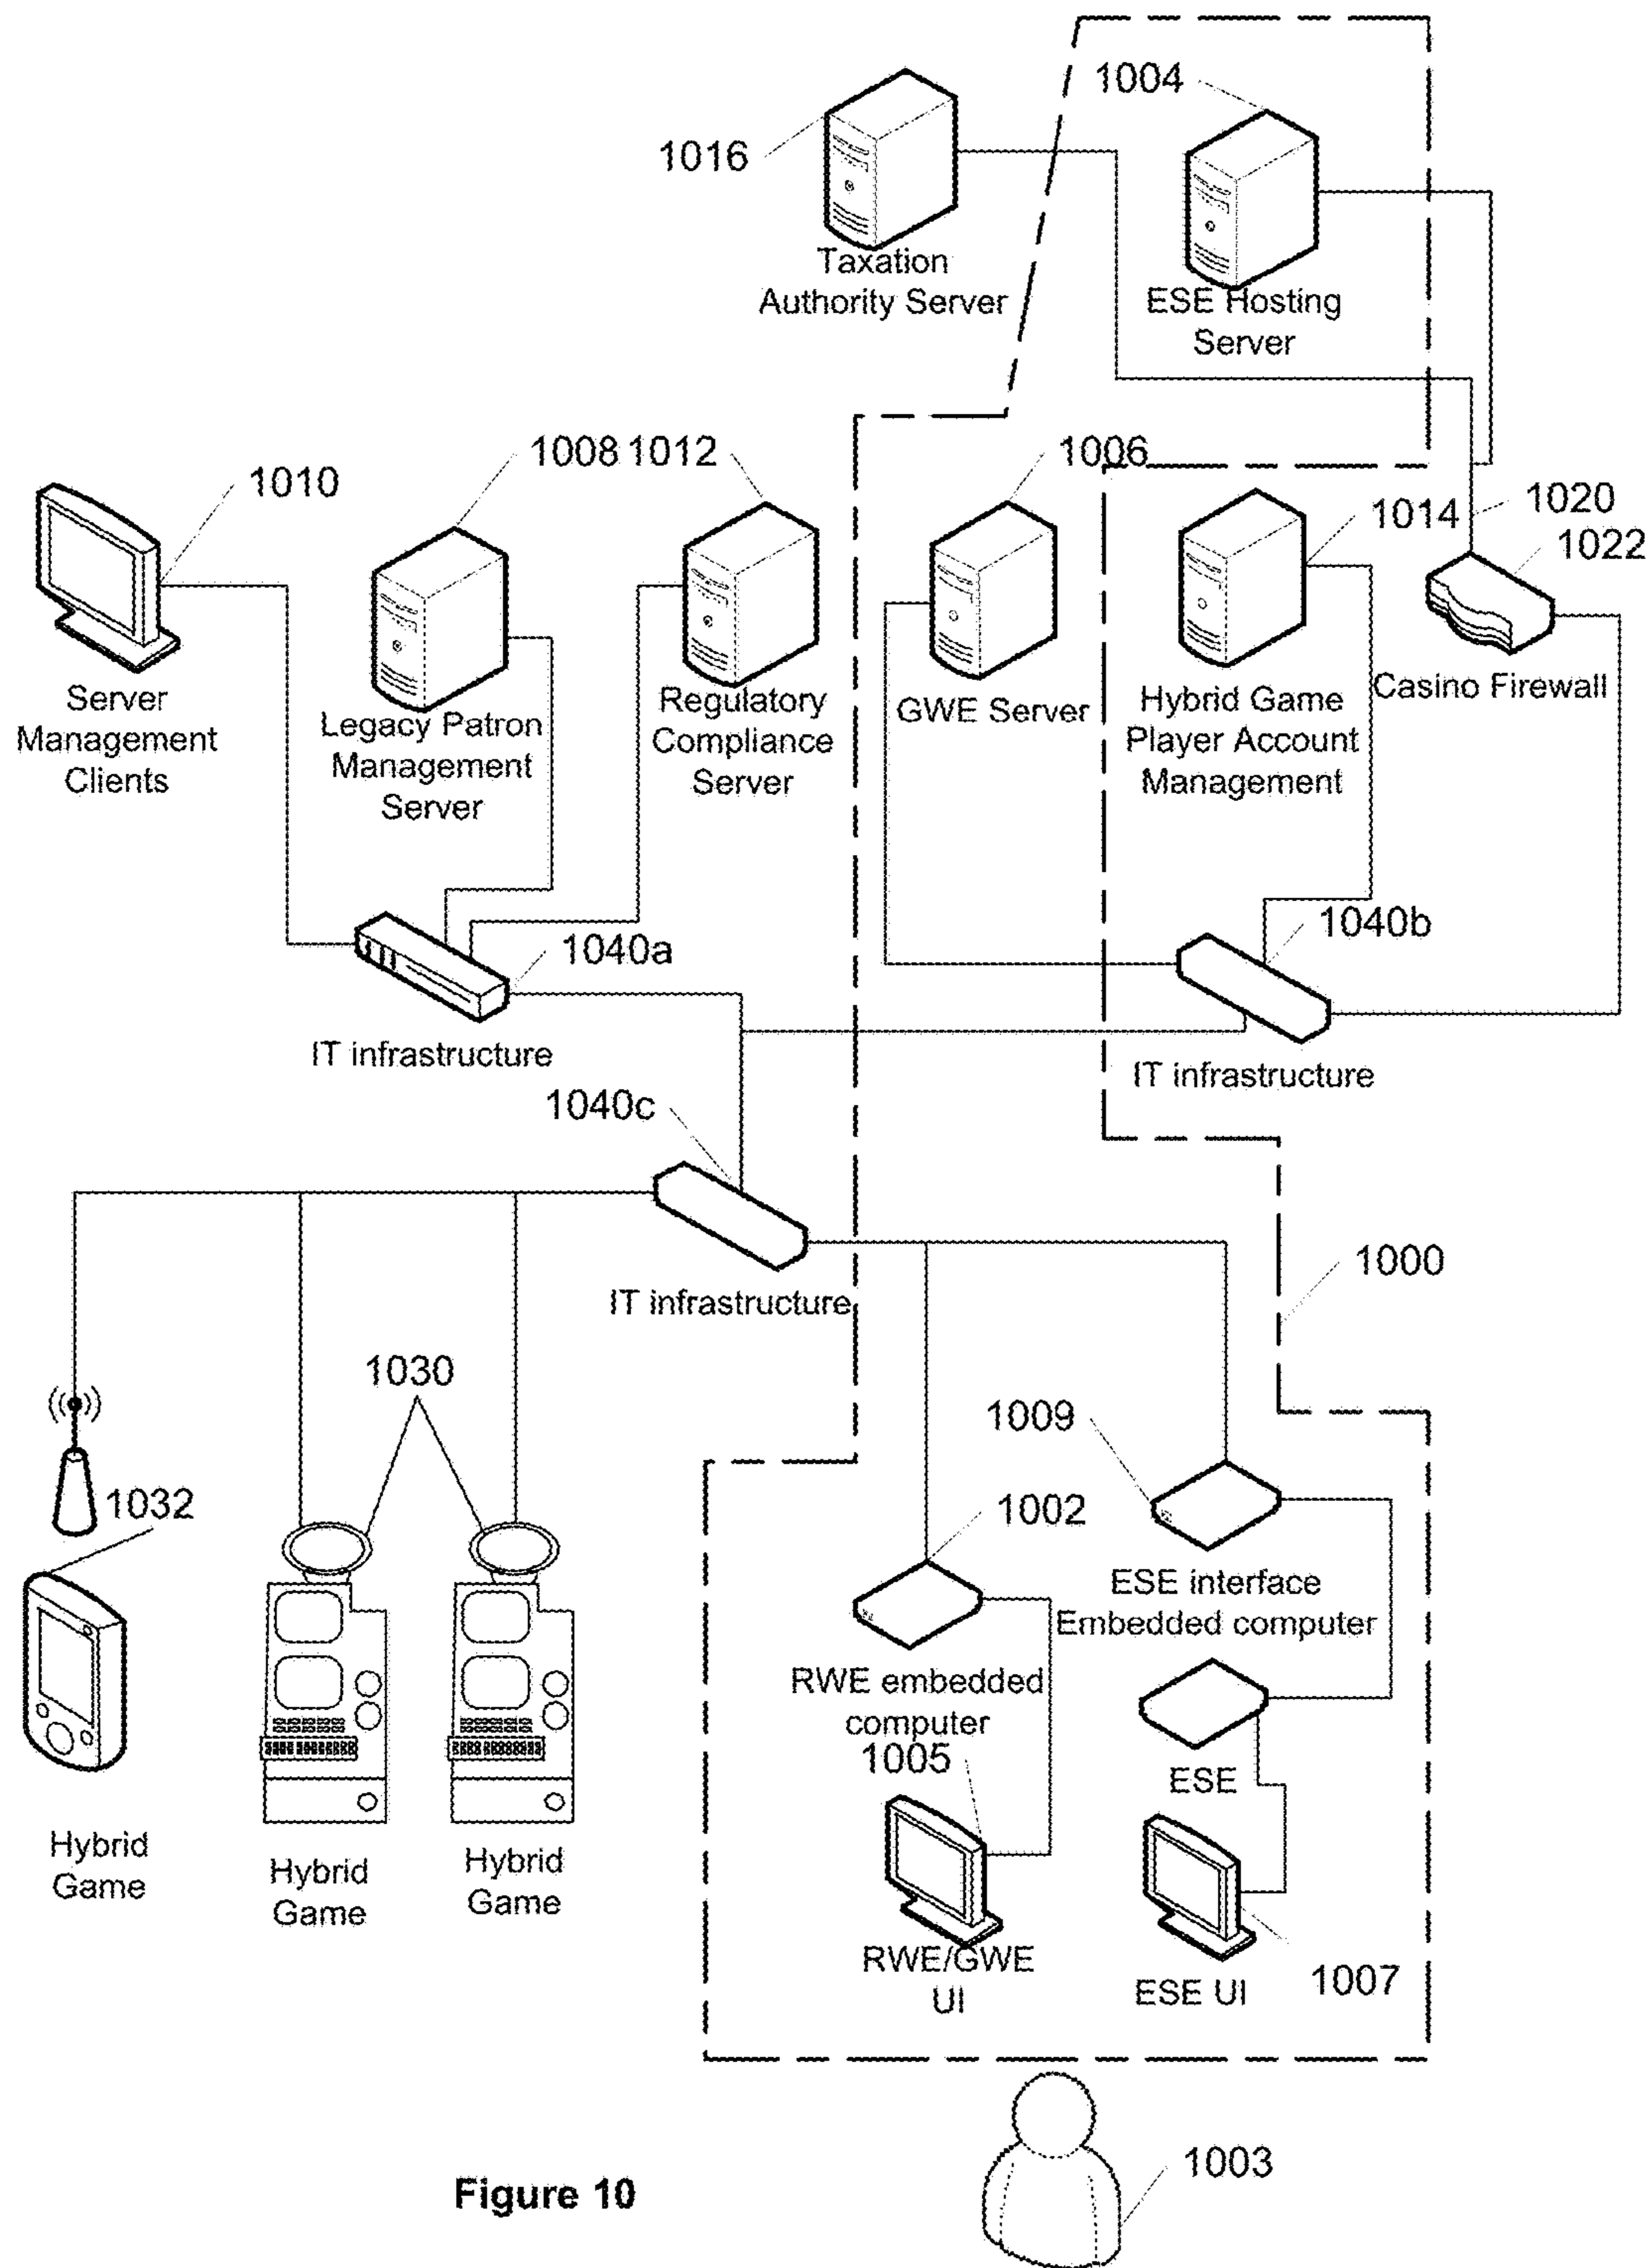 1004
1016
Taxation
Authority Server
ESE Hosting
Server
1008
1012
1006
1010
1014
1020
1022
Server
Management
Clients
Legacy Patron
Management
Server
Regulatory
Compliance
Server
GWE Server
Hybrid Game
Player Account
Management
Casino Firewall
1040a
1040b
IT infrastructure
IT infrastructure
1040c
1000
IT infrastructure
1030
1009
1032
1002
ESE interface
Embedded computer
RWE embedded
computer
1005
ESE
Hybrid
Game
Hybrid
Game
Hybrid
Game
RWE/GWE
UI
ESE UI
1007
1003
Figure 10